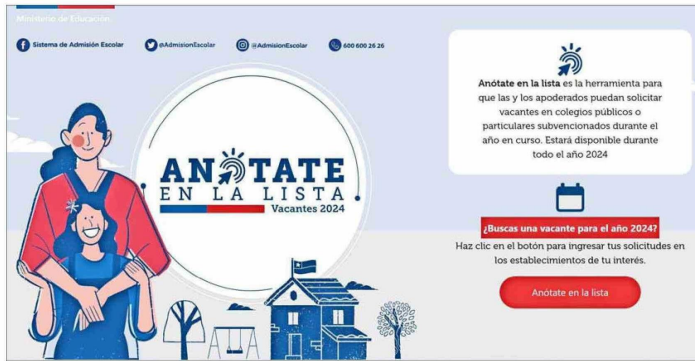 Ministerio de Educación
Sistema de Admisión Escolar
@AdmisionEscolar
@AdmisionEscolar
600 600 26 26
ANÓTATE
EN LA LISTA
Vacantes 2024
Anótate en la lista es la herramienta para
que las y los apoderados puedan solicitar
vacantes en colegios públicos o
particulares subvencionados durante el
año en curso. Estará disponible durante
todo el año 2024
¿Buscas una vacante para el año 2024?
Haz clic en el botón para ingresar tus solicitudes en
los establecimientos de tu interés.
Anótate en la lista